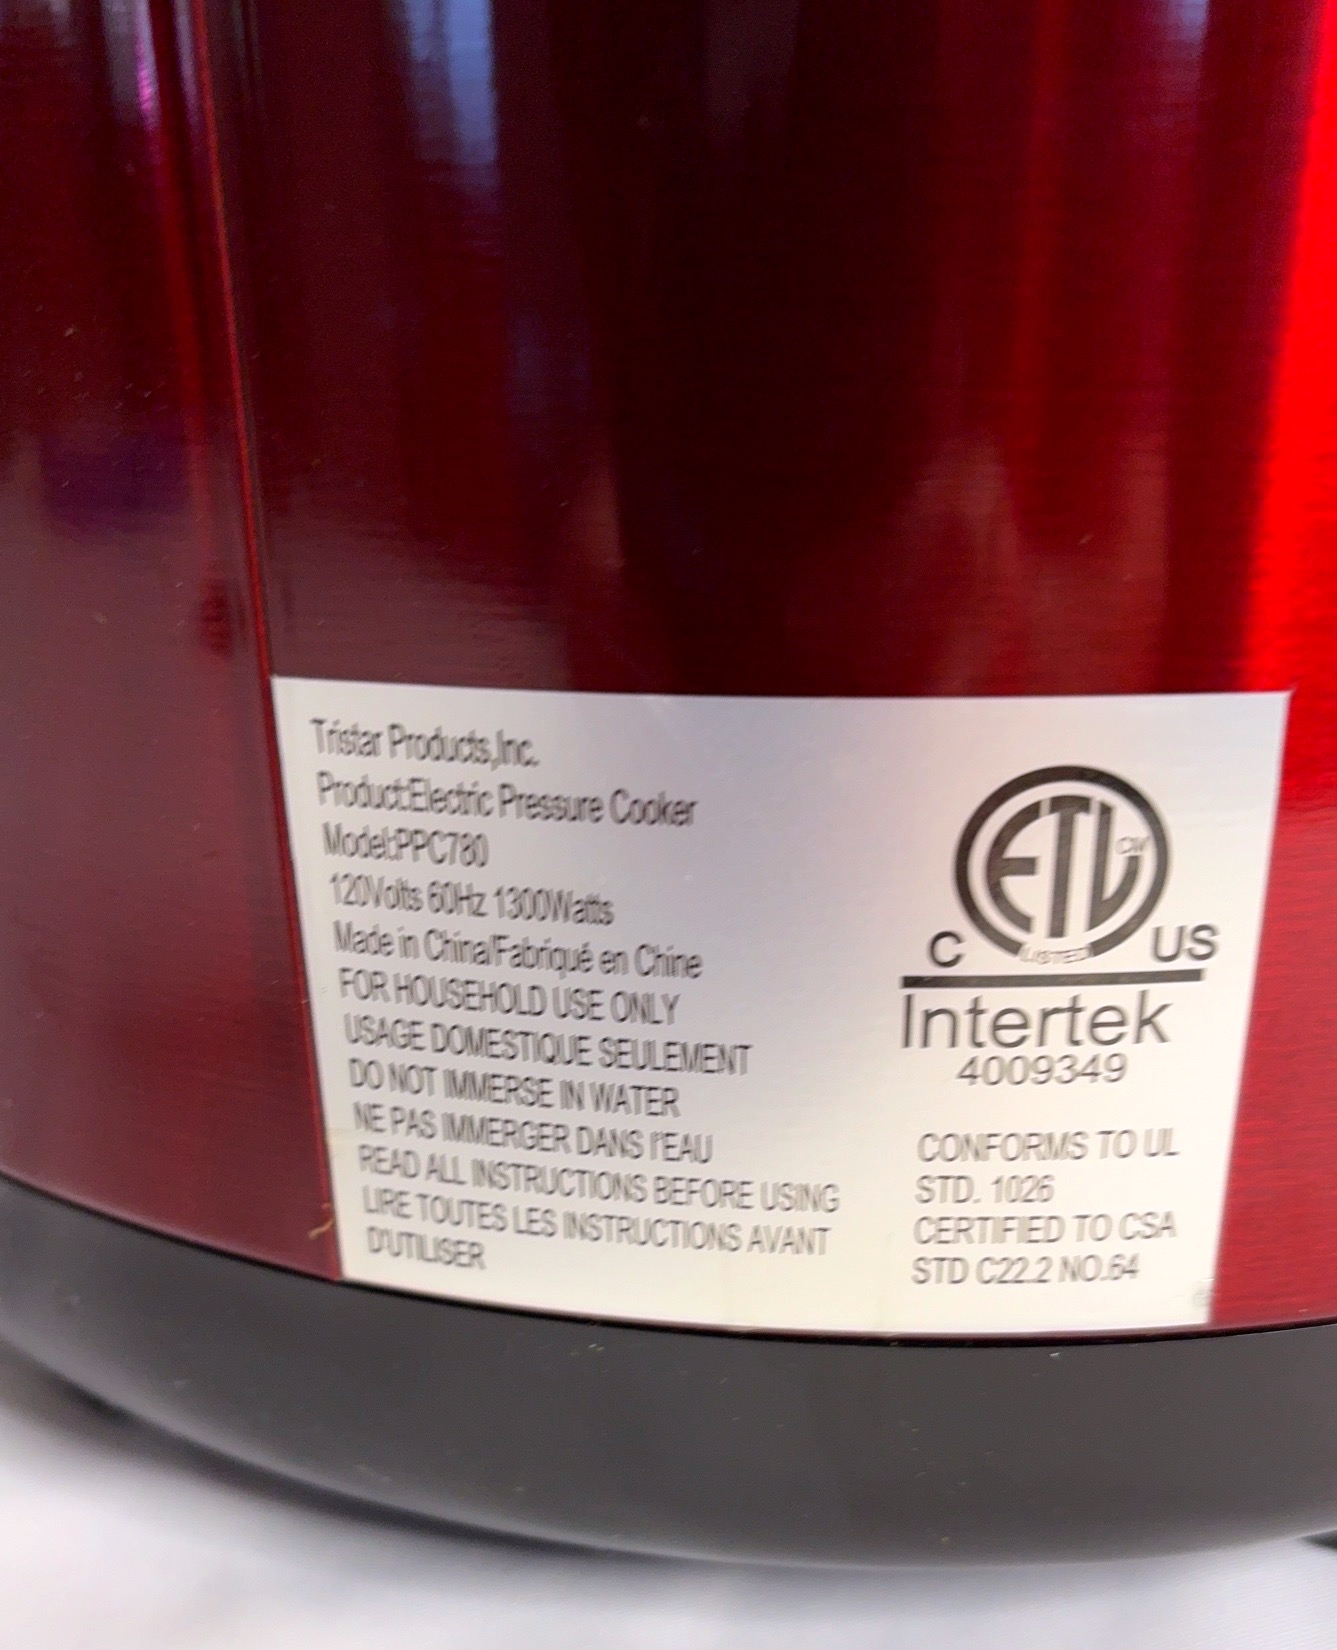 Tristar Products,Inc.
Product:Electric Pressure Cooker
Model:PPC780
120Volts 60Hz 1300Watts
Made in China/Fabriqué en Chine
FOR HOUSEHOLD USE ONLY
USAGE DOMESTIQUE SEULEMENT
DO NOT IMMERSE IN WATER
NE PAS IMMERGER DANS l'EAU
READ ALL INSTRUCTIONS BEFORE USING
LIRE TOUTES LES INSTRUCTIONS AVANT
D'UTILISER
ETL CM
LISTED
C US
Intertek
4009349
CONFORMS TO UL
STD. 1026
CERTIFIED TO CSA
STD C22.2 NO.64